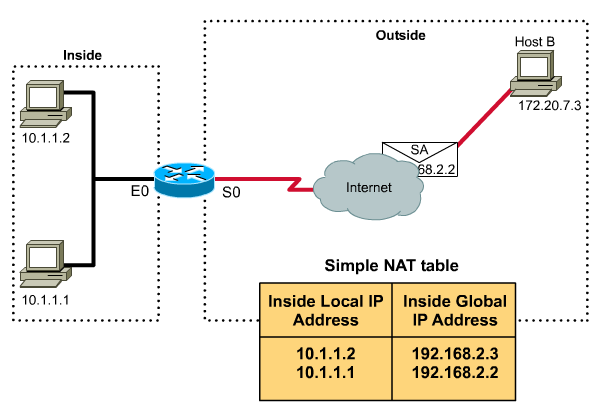 Outside
Inside
Host B
172.20.7.3
10.1.1.2
SA
68.2.2
E0
S0
Internet
10.1.1.1
Simple NAT table
Inside Local IP Address
Inside Global IP Address
10.1.1.2 192.168.2.3
10.1.1.1 192.168.2.2